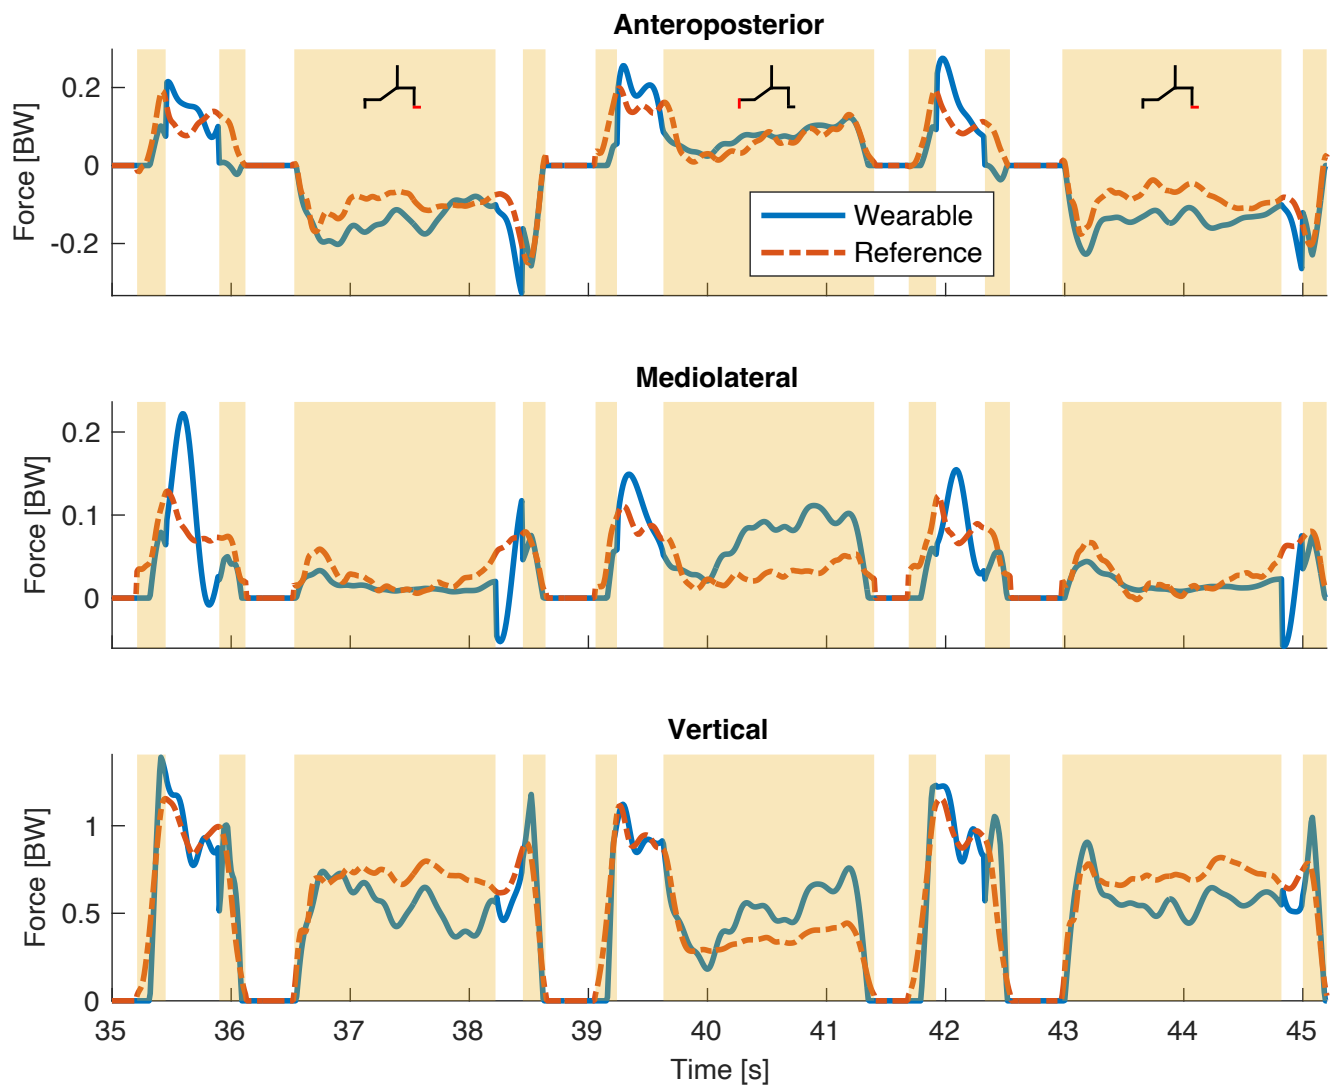 Anteroposterior
Force [BW]
0.2
0
-0.2
Wearable
Reference
Mediolateral
Force [BW]
0.2
0.1
0
Vertical
Force [BW]
1
0.5
0
35 36 37 38 39 40 41 42 43 44 45
Time [s]